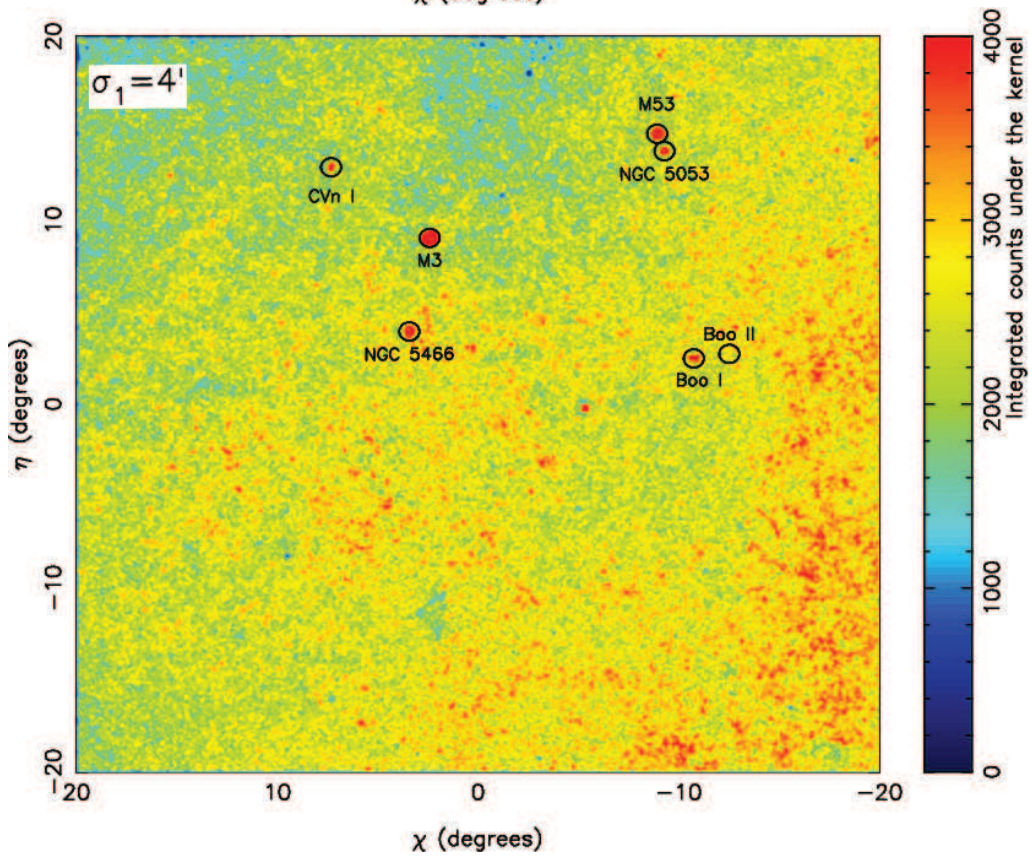 χ (degrees)
20
σ₁=4'
M53
NGC 5053
CVn I
10
M3
NGC 5466
Boo II
Boo I
0
η (degrees)
-10
-20
20
10
0
-10
-20
χ (degrees)
4000
3000
2000
1000
0
Integrated counts under the kernel